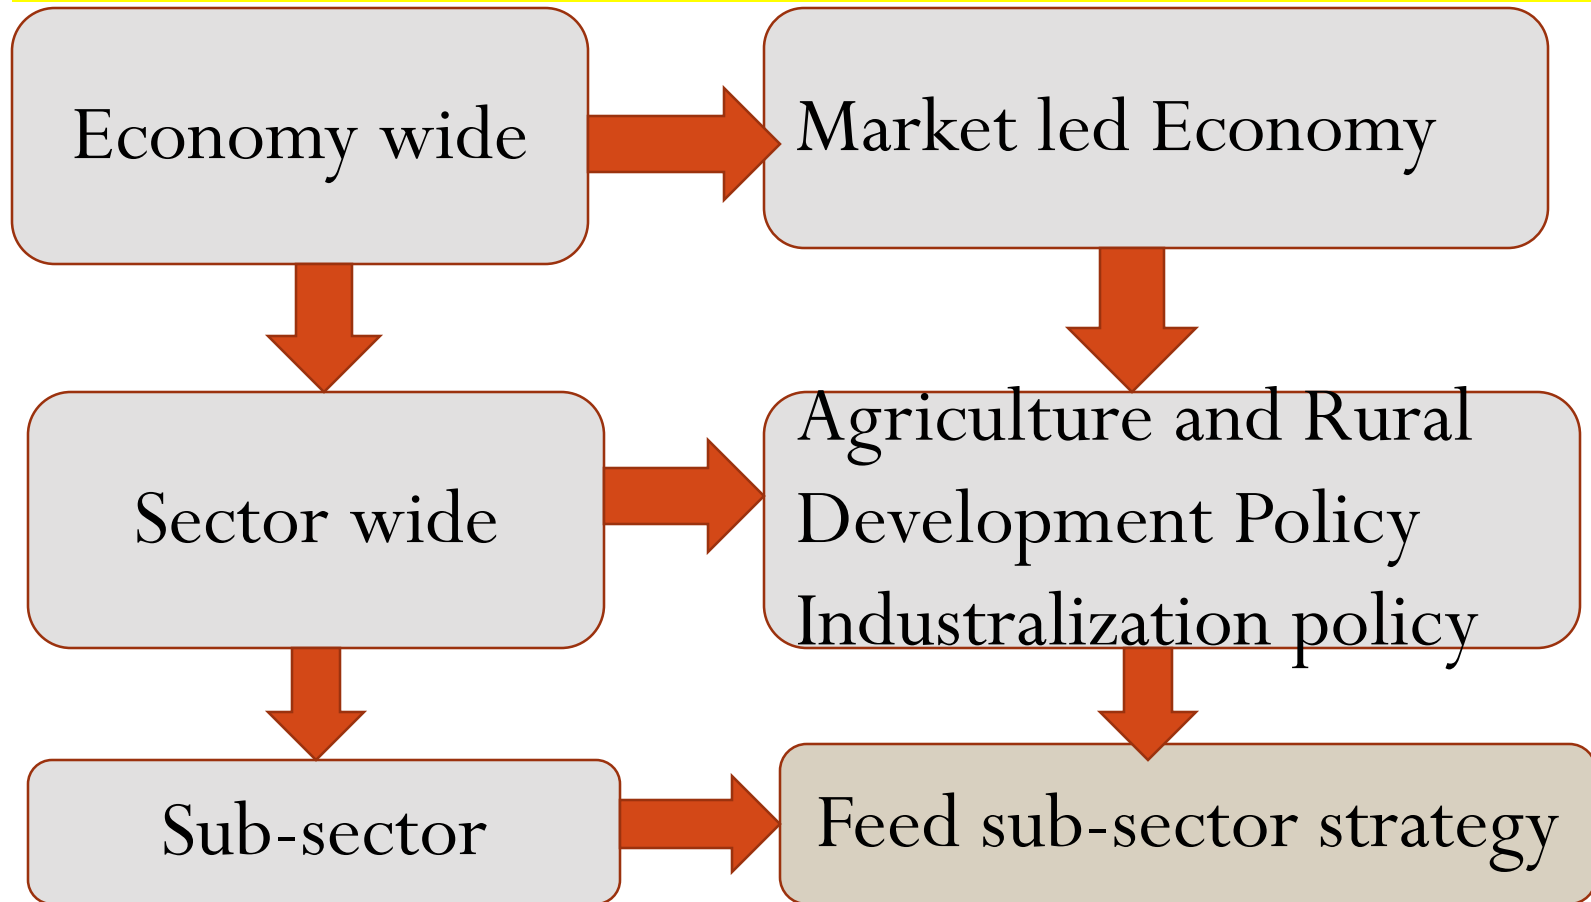 Economy wide
Market led Economy
Sector wide
Agriculture and Rural
Development Policy
Industralization policy
Sub-sector
Feed sub-sector strategy